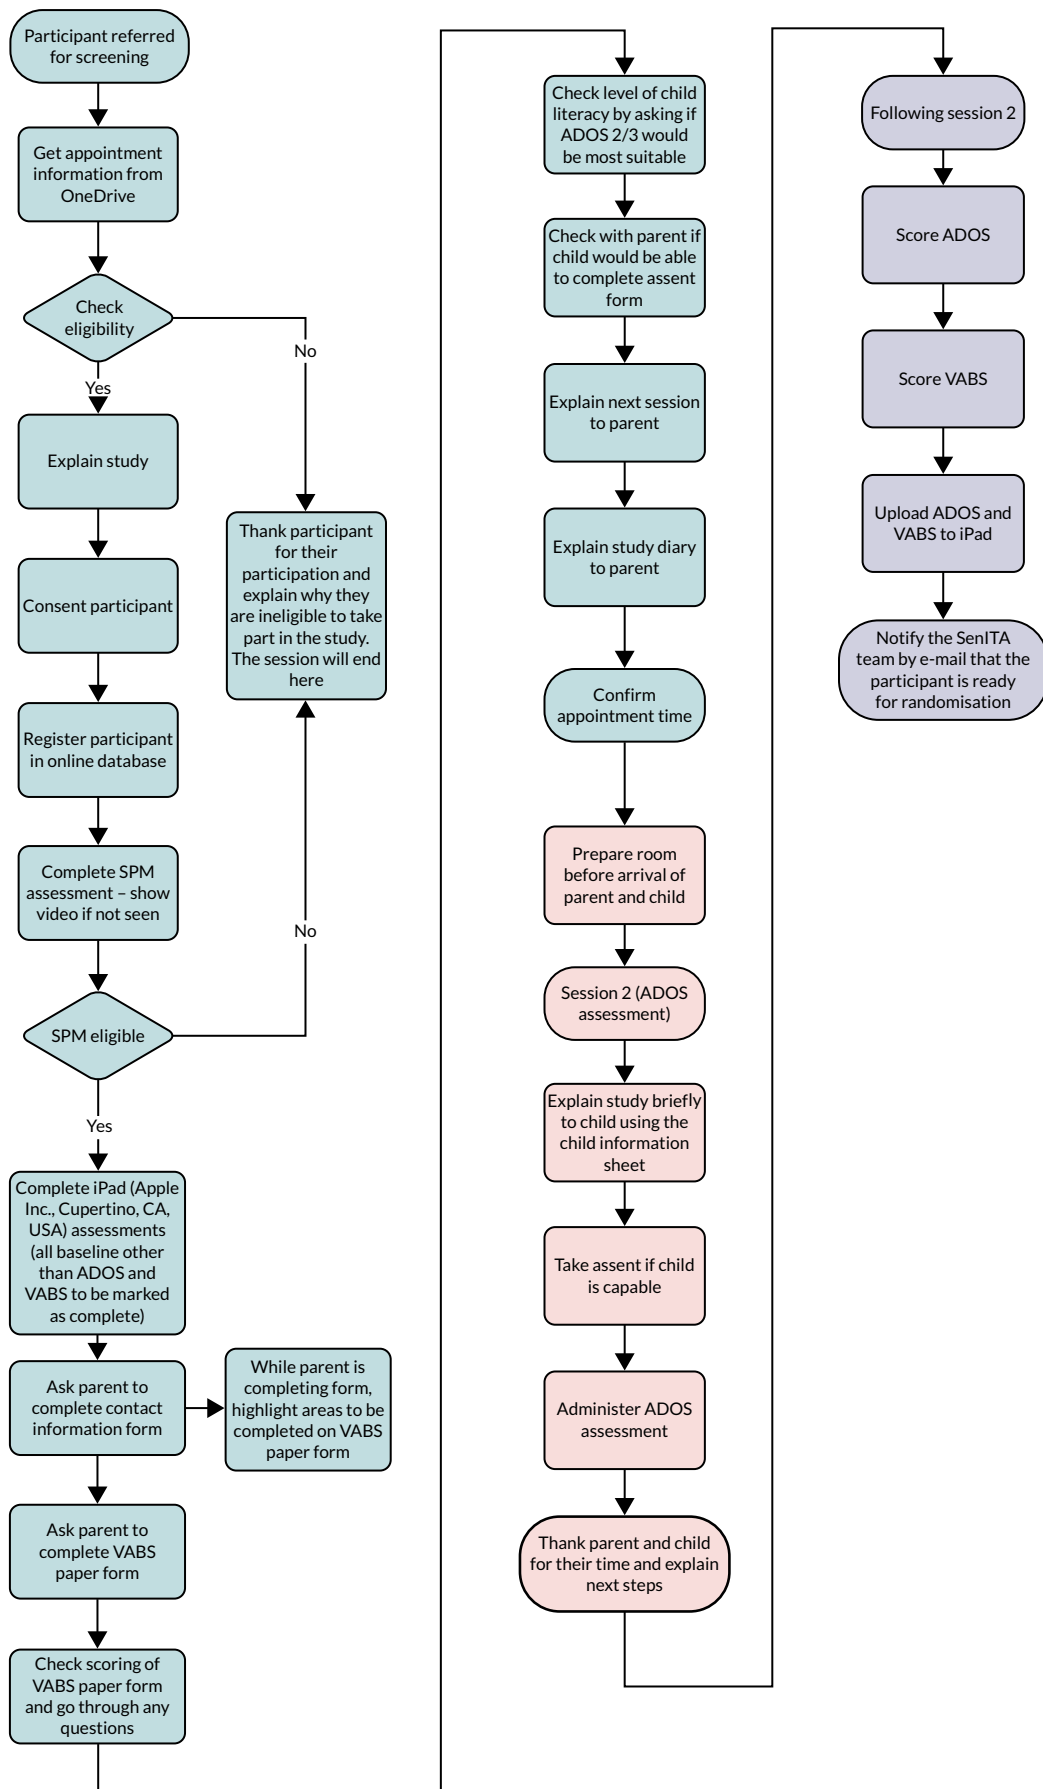 Participant referred
for screening
Get appointment
information from
OneDrive
Check
eligibility
No
Yes
Explain study
Thank participant
for their
participation and
explain why they
are ineligible to take
part in the study.
The session will end
here
Consent participant
Register participant
in online database
Complete SPM
assessment – show
video if not seen
No
SPM eligible
Yes
Complete iPad (Apple
Inc., Cupertino, CA,
USA) assessments
(all baseline other
than ADOS and
VABS to be marked
as complete)
Ask parent to
complete contact
information form
While parent is
completing form,
highlight areas to be
completed on VABS
paper form
Ask parent to
complete VABS
paper form
Check scoring of
VABS paper form
and go through any
questions
Check level of child
literacy by asking if
ADOS 2/3 would
be most suitable
Check with parent if
child would be able
to complete assent
form
Explain next session
to parent
Explain study diary
to parent
Confirm
appointment time
Prepare room
before arrival of
parent and child
Session 2 (ADOS
assessment)
Explain study briefly
to child using the
child information
sheet
Take assent if child
is capable
Administer ADOS
assessment
Thank parent and child
for their time and explain
next steps
Following session 2
Score ADOS
Score VABS
Upload ADOS and
VABS to iPad
Notify the SenITA
team by e-mail that the
participant is ready
for randomisation